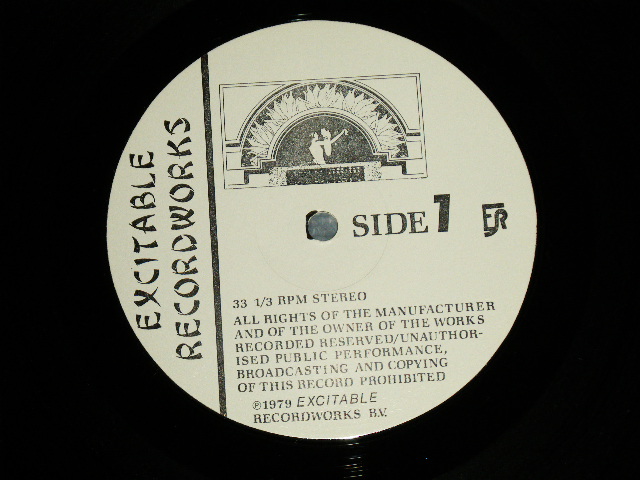 EXCITABLE
RECORDWORKS
SIDE 1
33 1/3 RPM STEREO
ALL RIGHTS OF THE MANUFACTURER
AND OF THE OWNER OF THE WORKS
RECORDED RESERVED/UNAUTHOR-
ISED PUBLIC PERFORMANCE,
BROADCASTING AND COPYING
OF THIS RECORD PROHIBITED
℗1979 EXCITABLE
RECORDWORKS B.V.